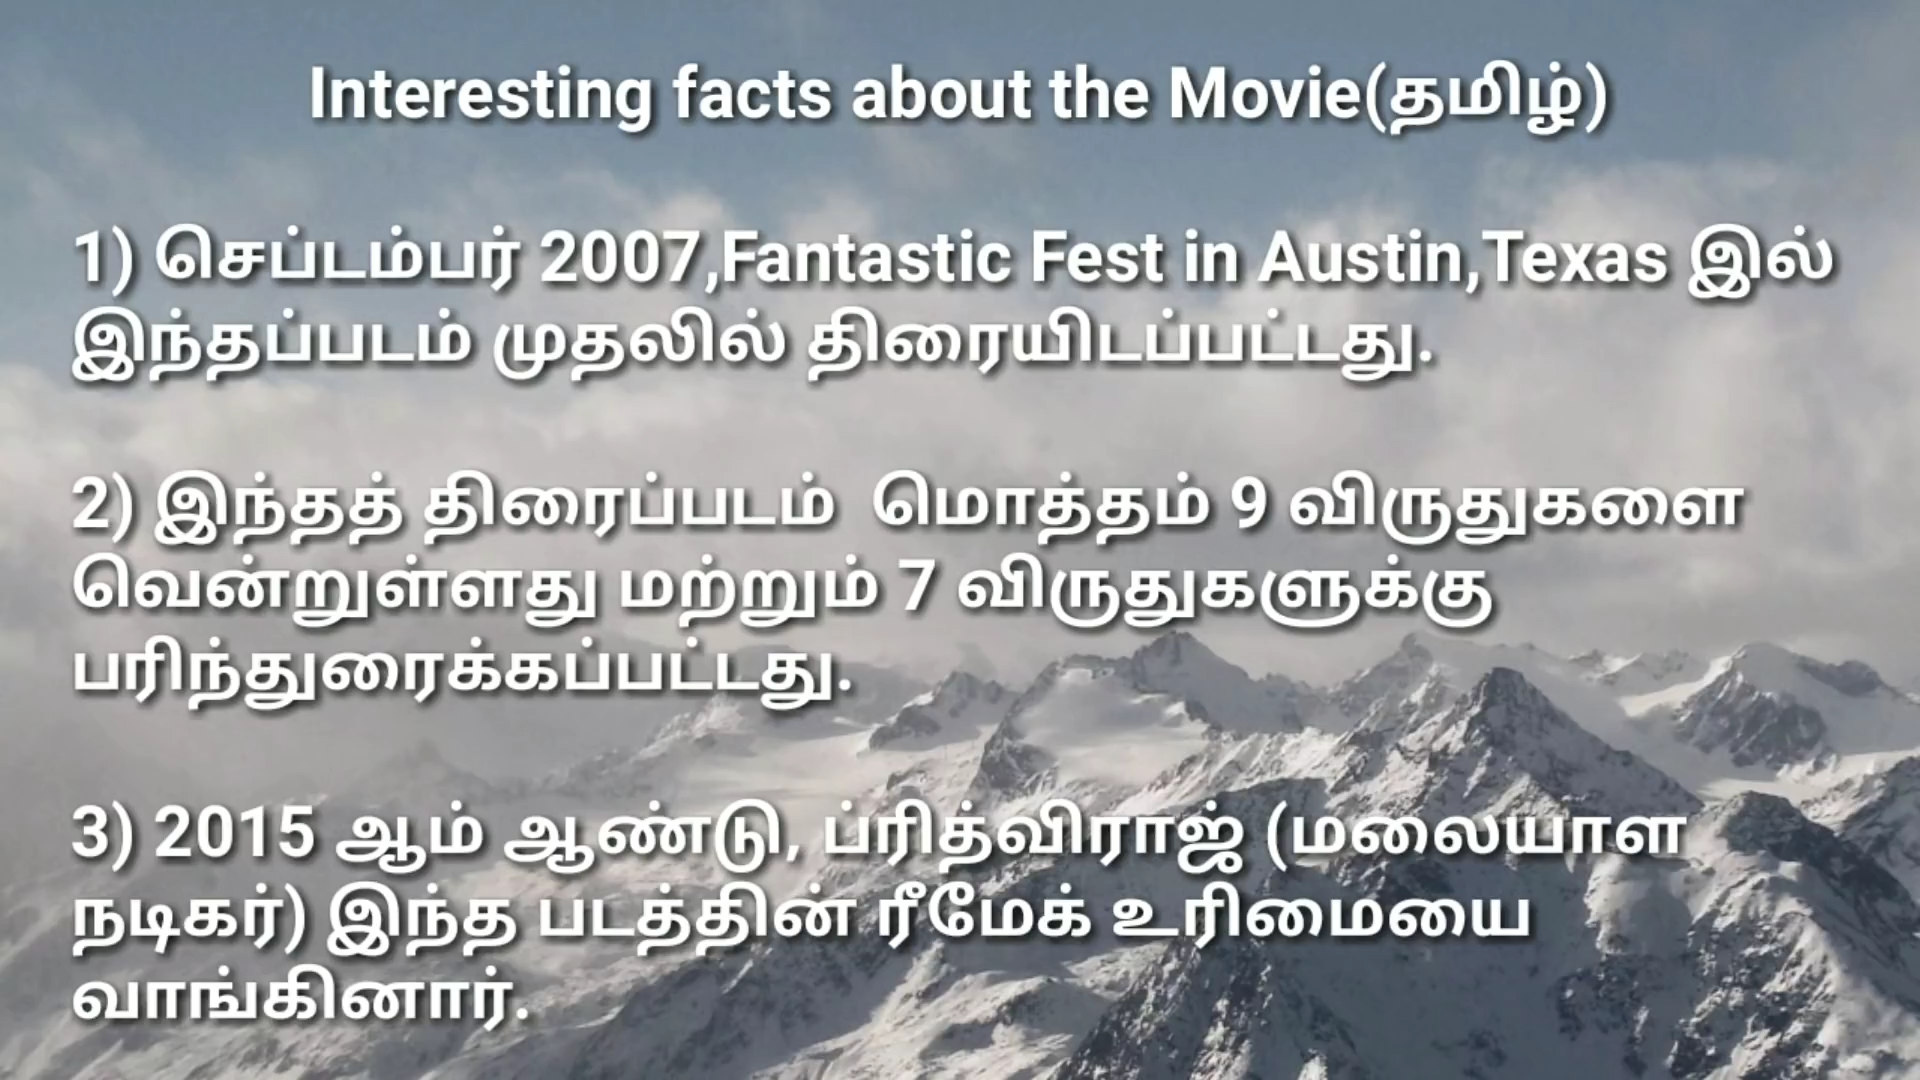 Interesting facts about the Movie(தமிழ்)
1) செப்டம்பர் 2007,Fantastic Fest in Austin,Texas இல்
இந்தப்படம் முதலில் திரையிடப்பட்டது.
2) இந்தத் திரைப்படம்  மொத்தம் 9 விருதுகளை
வென்றுள்ளது மற்றும் 7 விருதுகளுக்கு
பரிந்துரைக்கப்பட்டது.
3) 2015 ஆம் ஆண்டு, ப்ரித்விராஜ் (மலையாள
நடிகர்) இந்த படத்தின் ரீமேக் உரிமையை
வாங்கினார்.